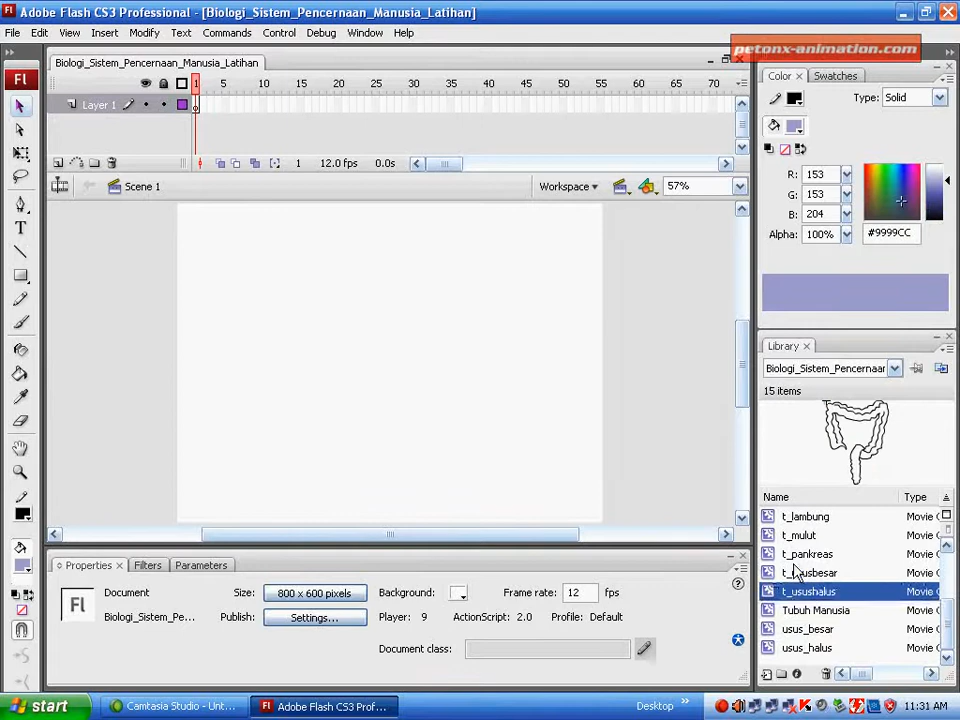 Adobe Flash CS3 Professional - [Biologi_Sistem_Pencernaan_Manusia_Latihan]
File Edit View Insert Modify Text Commands Control Debug Window Help
petonx-animation.com
Biologi_Sistem_Pencernaan_Manusia_Latihan
Fl
1 5 10 15 20 25 30 35 40 45 50 55 60 65 70
Layer 1
1 12.0 fps 0.0s
Scene 1
Workspace
57%
Color Swatches
Type: Solid
R: 153
G: 153
B: 204
Alpha: 100%
#9999CC
Library
Biologi_Sistem_Pencernaar
15 items
Name Type
t_lambung Movie
t_mulut Movie
t_pankreas Movie
Movie
t_usushalus Movie
Tubuh Manusia Movie
usus_besar Movie
usus_halus Movie
Properties Filters Parameters
Fl
Document
Biologi_Sistem_Pe...
Size: 800 x 600 pixels
Background:
Frame rate: 12 fps
Publish: Settings...
Player: 9
ActionScript: 2.0
Profile: Default
Document class:
start
Camtasia Studio - Unt...
Adobe Flash CS3 Prof...
Desktop
11:31 AM